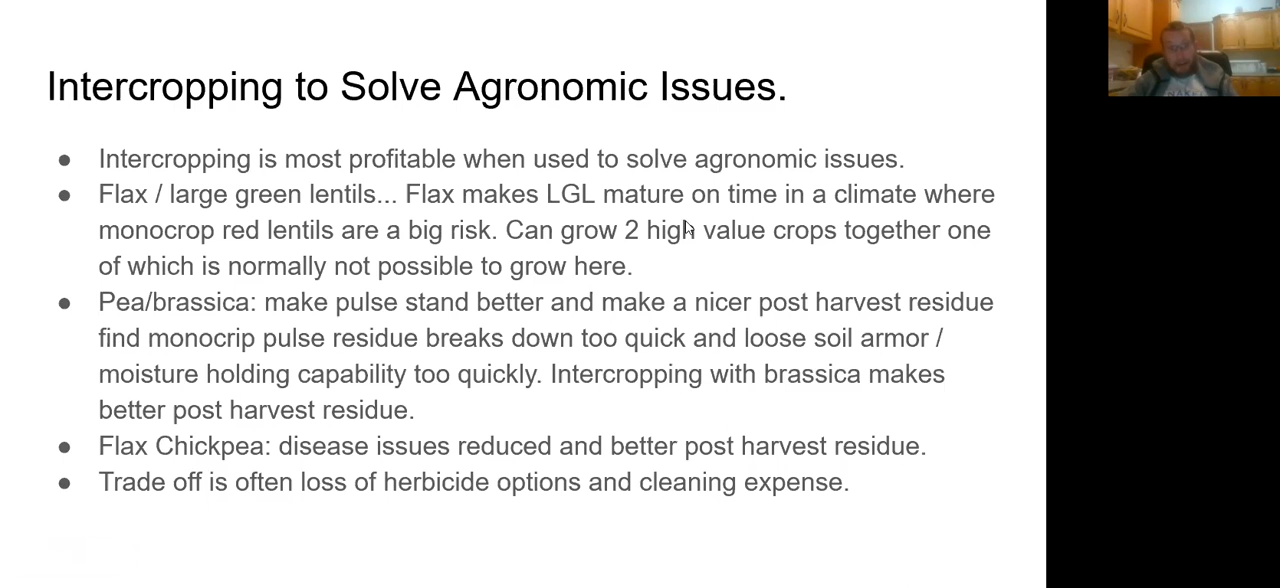 Intercropping to Solve Agronomic Issues.
● Intercropping is most profitable when used to solve agronomic issues.
● Flax / large green lentils... Flax makes LGL mature on time in a climate where
monocrop red lentils are a big risk. Can grow 2 high value crops together one
of which is normally not possible to grow here.
● Pea/brassica: make pulse stand better and make a nicer post harvest residue
find monocrip pulse residue breaks down too quick and loose soil armor /
moisture holding capability too quickly. Intercropping with brassica makes
better post harvest residue.
● Flax Chickpea: disease issues reduced and better post harvest residue.
● Trade off is often loss of herbicide options and cleaning expense.